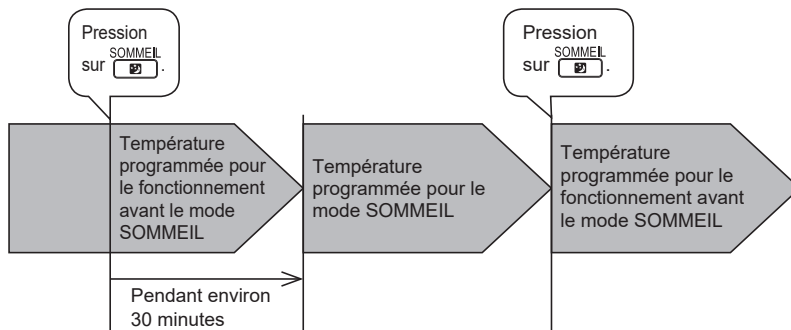 Pression
SOMMEIL
sur .
Pression
SOMMEIL
sur .
Température
programmée pour
le fonctionnement
avant le mode
SOMMEIL
Température
programmée pour le
mode SOMMEIL
Température
programmée pour le
fonctionnement avant
le mode SOMMEIL
Pendant environ
30 minutes